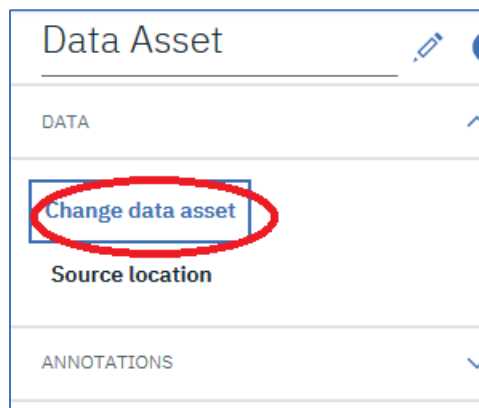 Data Asset
DATA
Change data asset
Source location
ANNOTATIONS